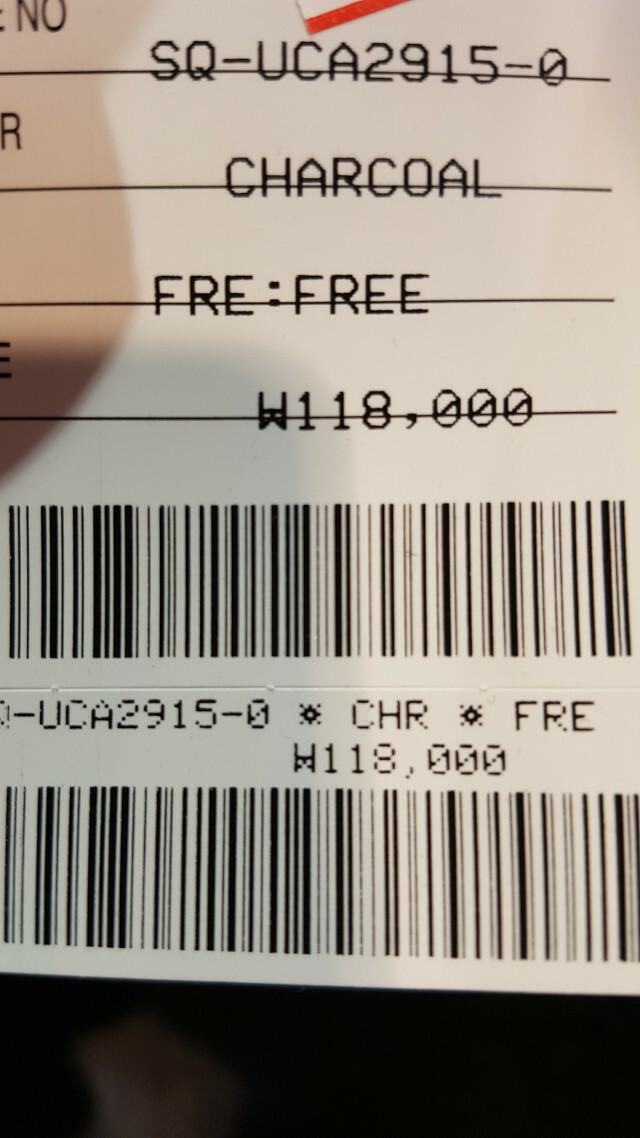 E NO
SQ-UCA2915-0
R
CHARCOAL
FRE:FREE
E
₩118,000
-UCA2915-0 * CHR * FRE
₩118,000